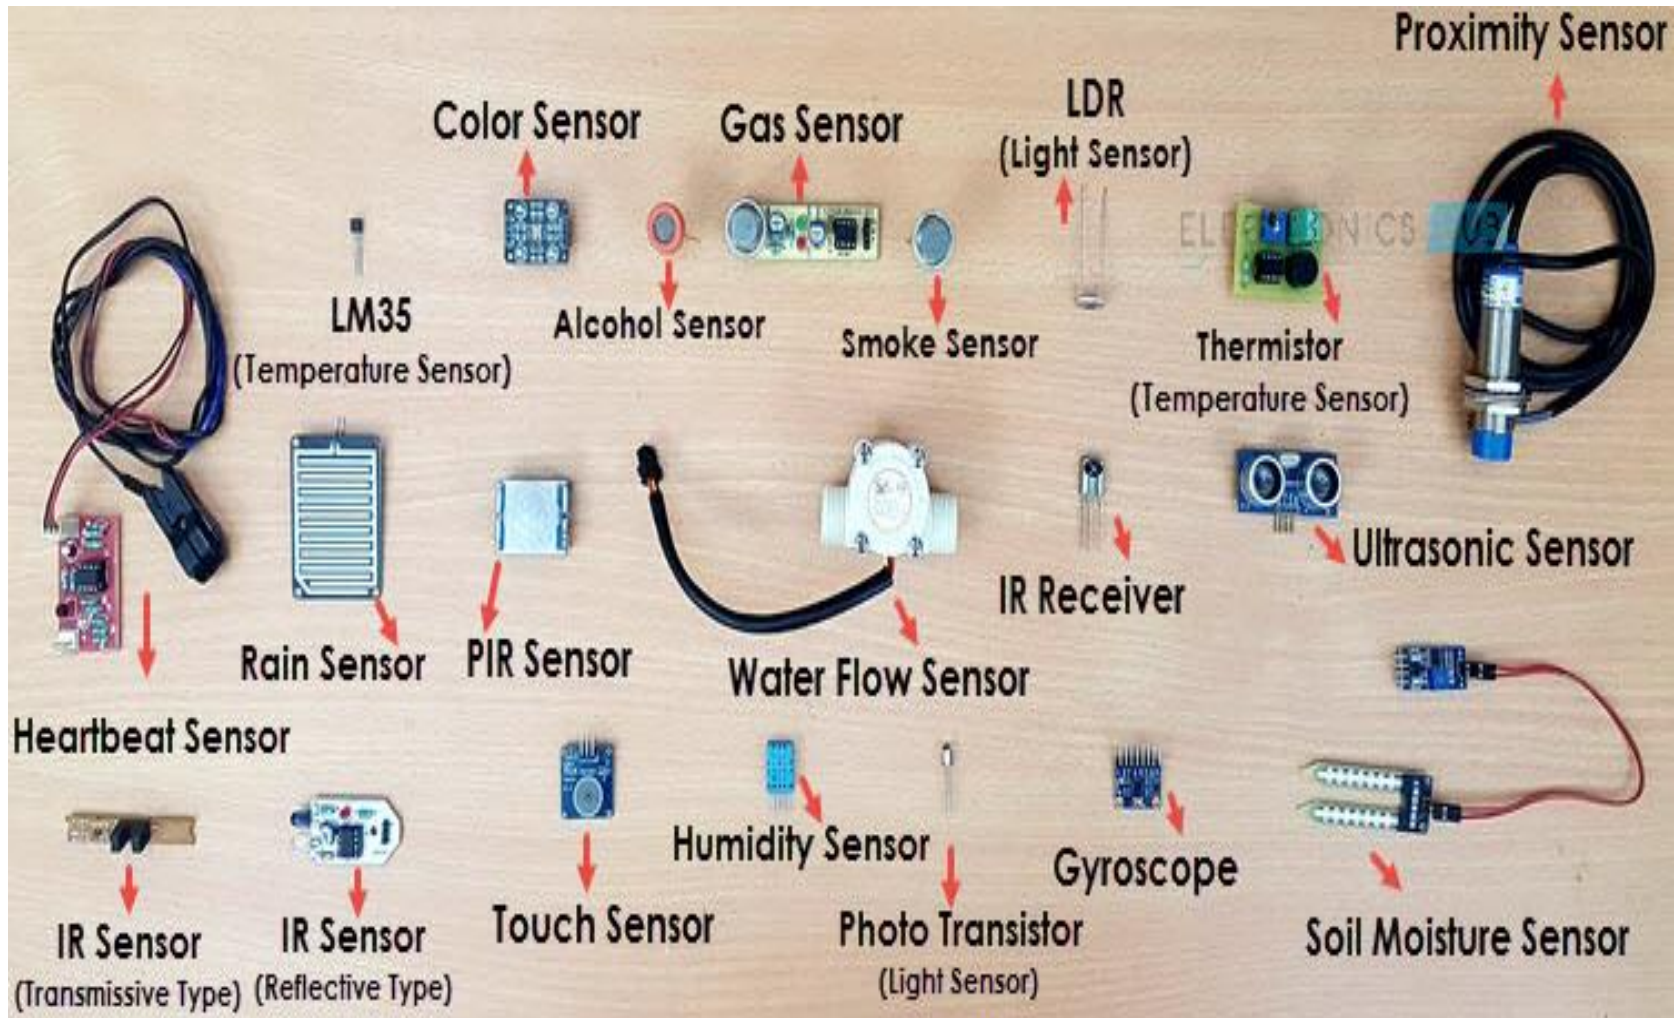 Proximity Sensor
Color Sensor
Gas Sensor
LDR
(Light Sensor)
ELECTRONICS HUB
LM35
(Temperature Sensor)
Alcohol Sensor
Smoke Sensor
Thermistor
(Temperature Sensor)
Rain Sensor
PIR Sensor
Water Flow Sensor
IR Receiver
Ultrasonic Sensor
Heartbeat Sensor
Humidity Sensor
Gyroscope
IR Sensor
(Transmissive Type)
IR Sensor
(Reflective Type)
Touch Sensor
Photo Transistor
(Light Sensor)
Soil Moisture Sensor